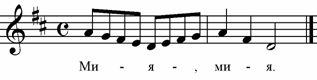 Ми - я - , ми - я.